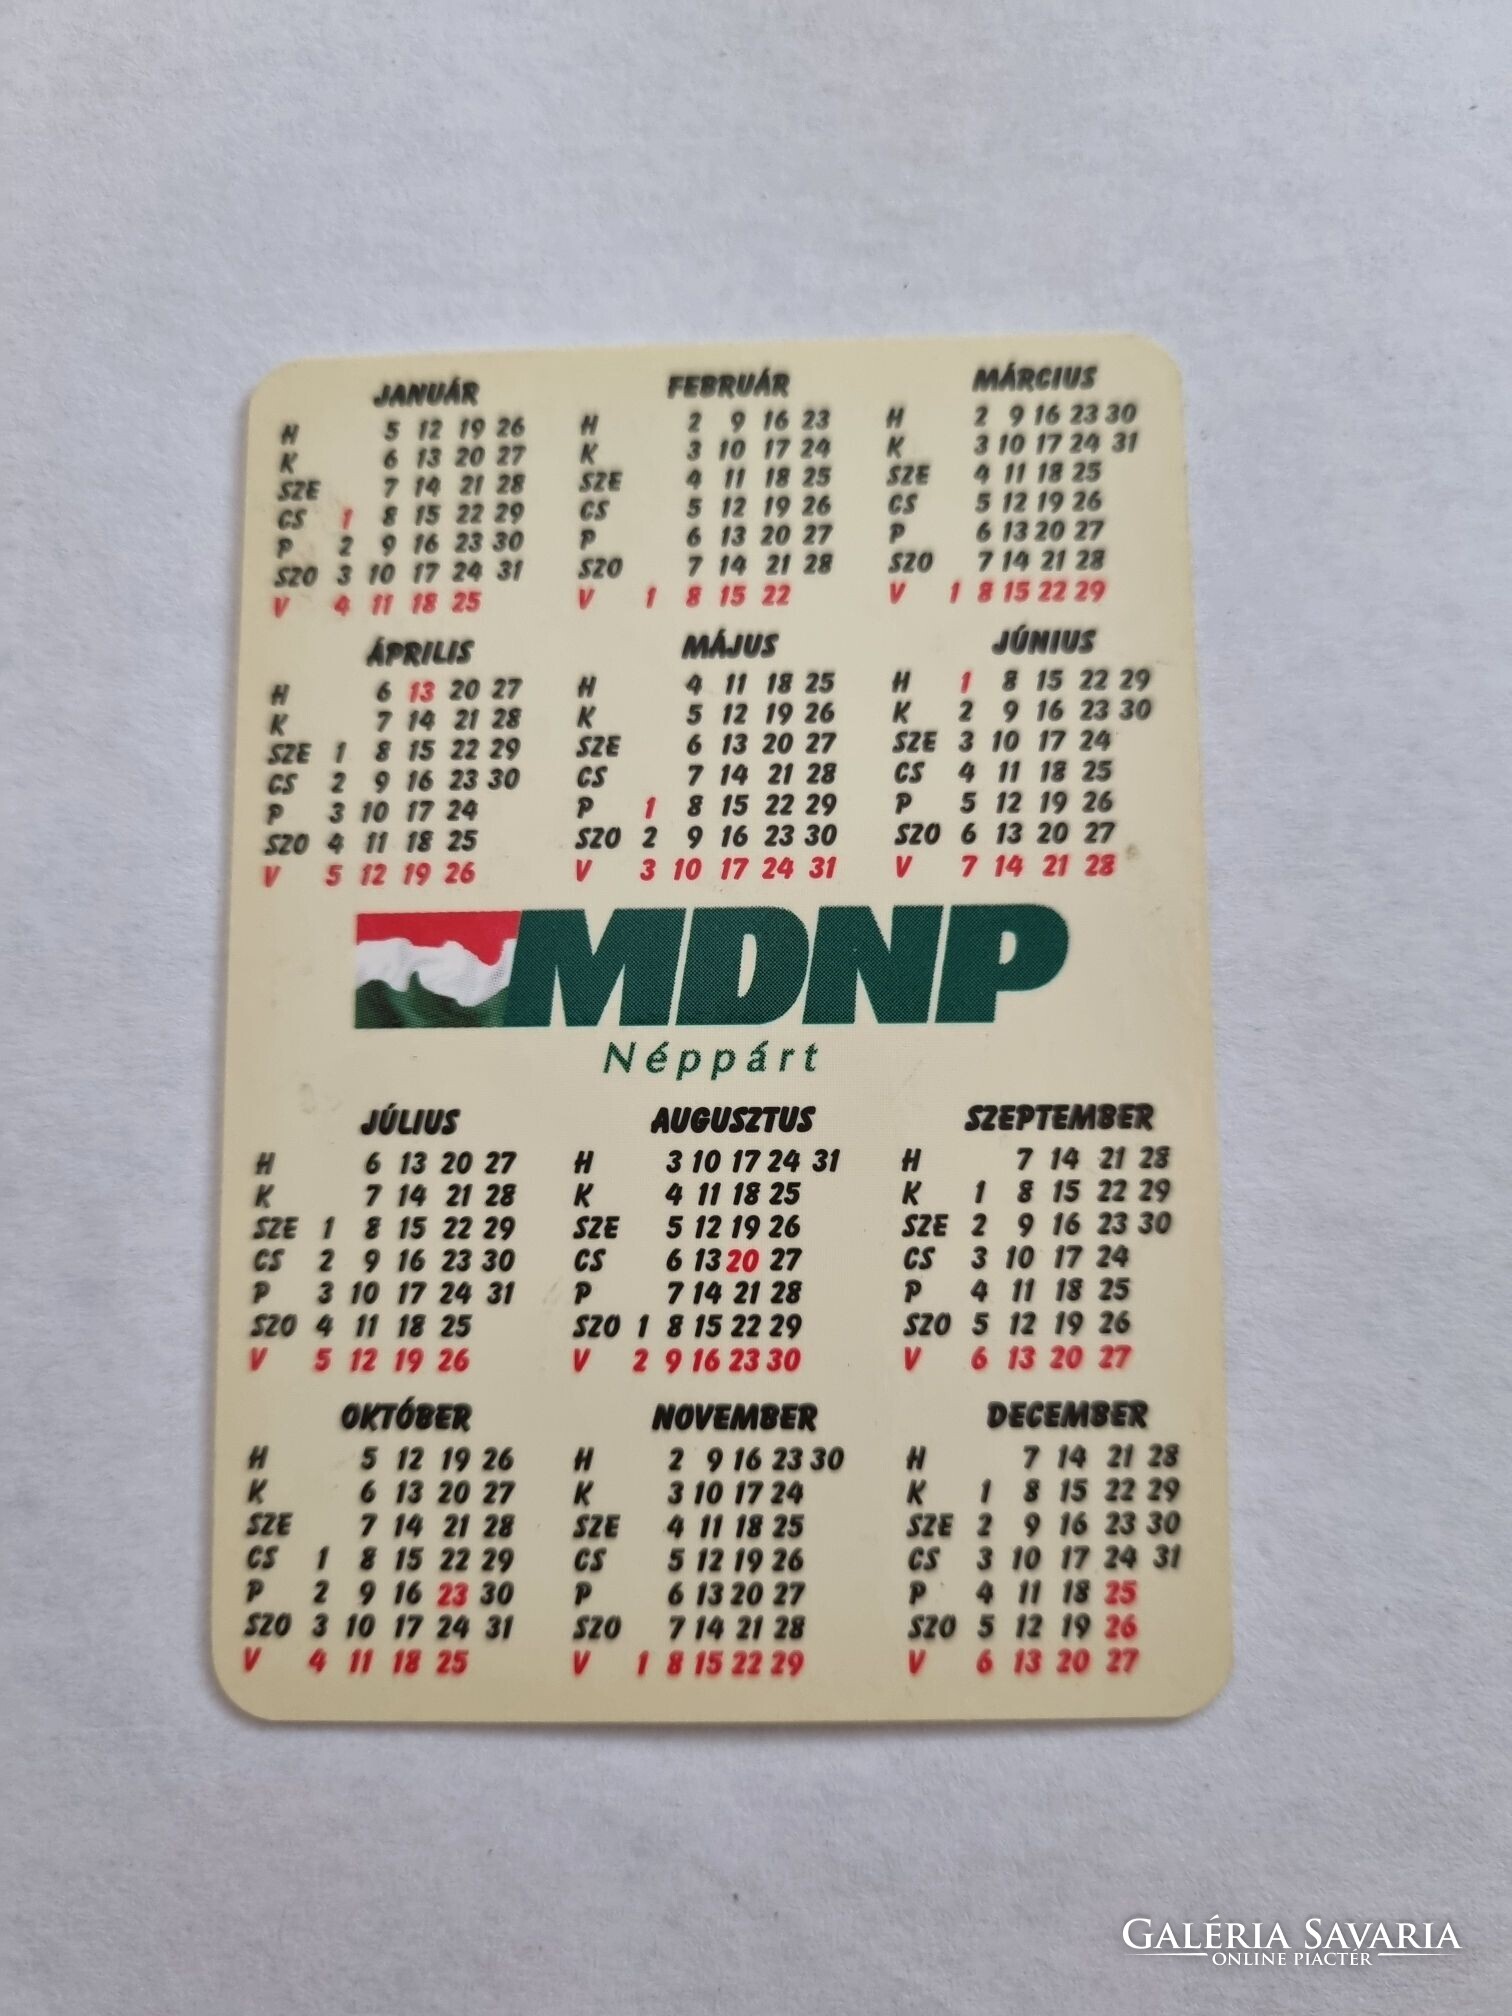 JANUÁR FEBRUÁR MÁRCIUS
H 5 12 19 26 H 2 9 16 23 H 2 9 16 23 30
K 6 13 20 27 K 3 10 17 24 K 3 10 17 24 31
SZE 7 14 21 28 SZE 4 11 18 25 SZE 4 11 18 25
CS 1 8 15 22 29 CS 5 12 19 26 CS 5 12 19 26
P 2 9 16 23 30 P 6 13 20 27 P 6 13 20 27
SZO 3 10 17 24 31 SZO 7 14 21 28 SZO 7 14 21 28
V 4 11 18 25 V 1 8 15 22 V 1 8 15 22 29
ÁPRILIS MÁJUS JÚNIUS
H 6 13 20 27 H 4 11 18 25 H 1 8 15 22 29
K 7 14 21 28 K 5 12 19 26 K 2 9 16 23 30
SZE 1 8 15 22 29 SZE 6 13 20 27 SZE 3 10 17 24
CS 2 9 16 23 30 CS 7 14 21 28 CS 4 11 18 25
P 3 10 17 24 P 1 8 15 22 29 P 5 12 19 26
SZO 4 11 18 25 SZO 2 9 16 23 30 SZO 6 13 20 27
V 5 12 19 26 V 3 10 17 24 31 V 7 14 21 28
MDNP
Néppárt
JÚLIUS AUGUSZTUS SZEPTEMBER
H 6 13 20 27 H 3 10 17 24 31 H 7 14 21 28
K 7 14 21 28 K 4 11 18 25 K 1 8 15 22 29
SZE 1 8 15 22 29 SZE 5 12 19 26 SZE 2 9 16 23 30
CS 2 9 16 23 30 CS 6 13 20 27 CS 3 10 17 24
P 3 10 17 24 31 P 7 14 21 28 P 4 11 18 25
SZO 4 11 18 25 SZO 1 8 15 22 29 SZO 5 12 19 26
V 5 12 19 26 V 2 9 16 23 30 V 6 13 20 27
OKTÓBER NOVEMBER DECEMBER
H 5 12 19 26 H 2 9 16 23 30 H 7 14 21 28
K 6 13 20 27 K 3 10 17 24 K 1 8 15 22 29
SZE 7 14 21 28 SZE 4 11 18 25 SZE 2 9 16 23 30
CS 1 8 15 22 29 CS 5 12 19 26 CS 3 10 17 24 31
P 2 9 16 23 30 P 6 13 20 27 P 4 11 18 25
SZO 3 10 17 24 31 SZO 7 14 21 28 SZO 5 12 19 26
V 4 11 18 25 V 1 8 15 22 29 V 6 13 20 27
GALÉRIA SAVARIA
ONLINE PIACTÉR